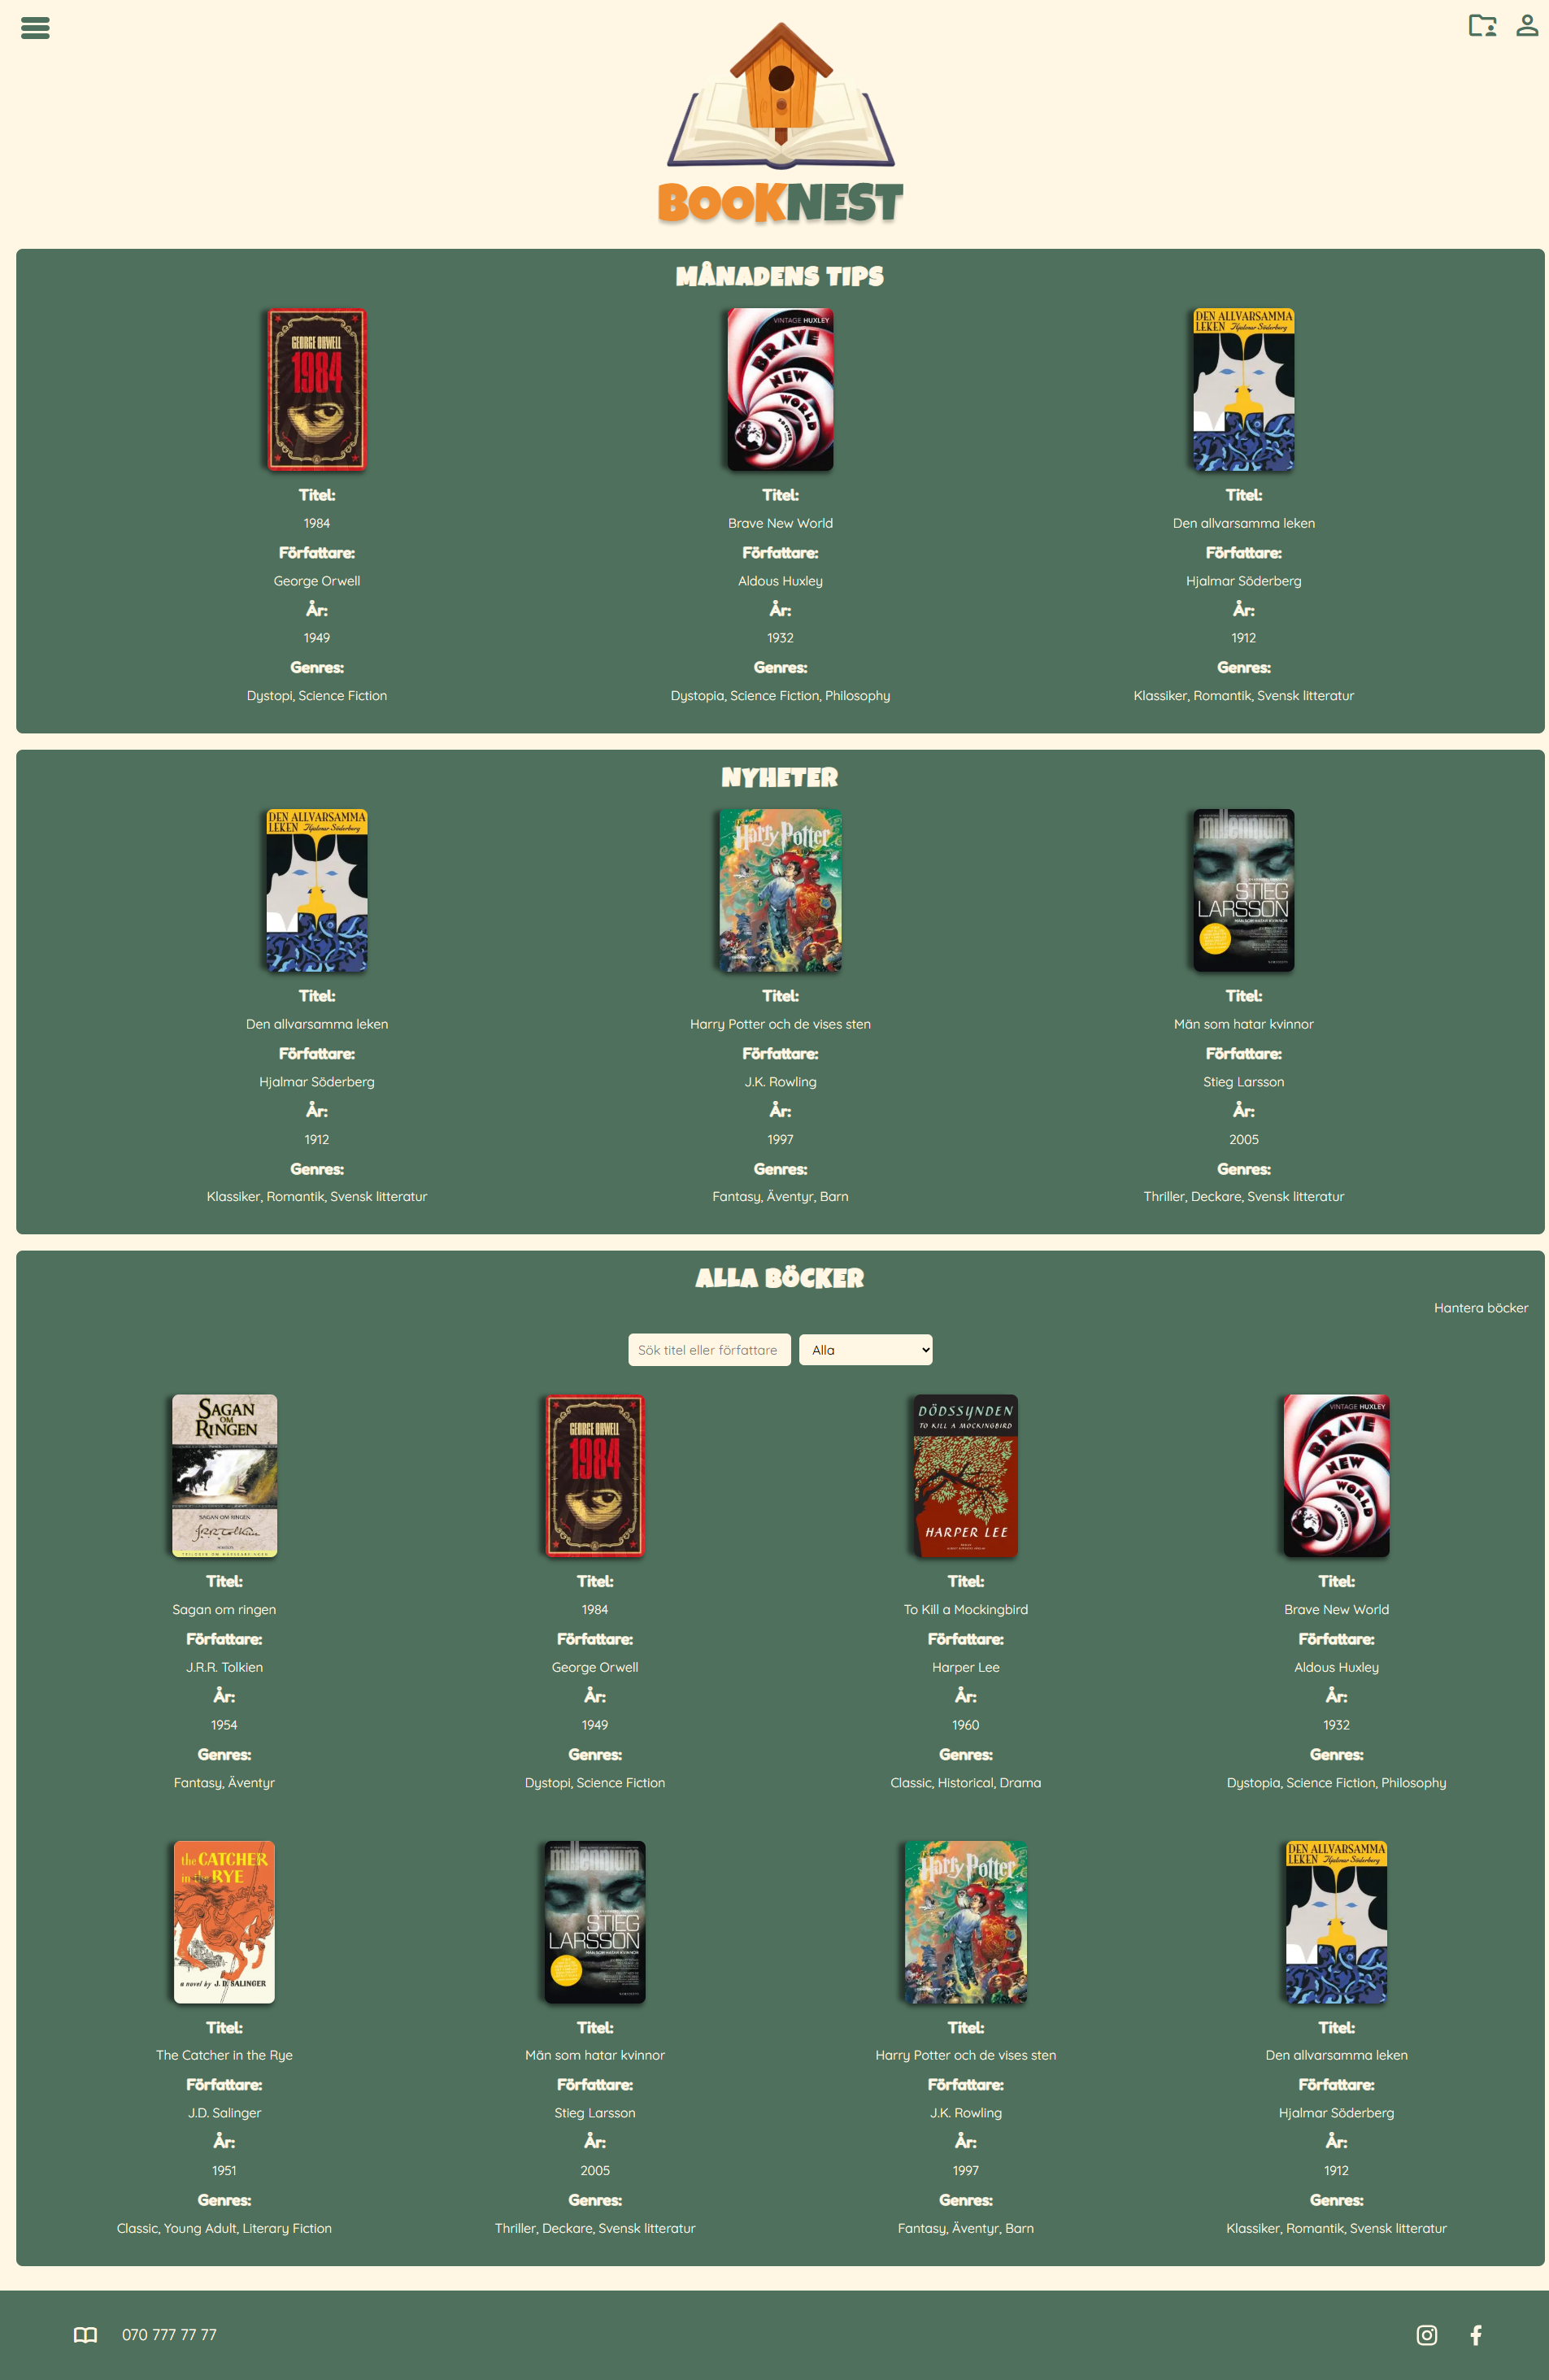 BOOKNEST
MÅNADENS TIPS
GEORGE ORWELL
1984
VINTAGE HUXLEY
BRAVE
NEW
WORLD
DEN ALLVARSAMMA
LEKEN Hjalmar Söderberg
Titel:
1984
Författare:
George Orwell
År:
1949
Genres:
Dystopi, Science Fiction
Titel:
Brave New World
Författare:
Aldous Huxley
År:
1932
Genres:
Dystopia, Science Fiction, Philosophy
Titel:
Den allvarsamma leken
Författare:
Hjalmar Söderberg
År:
1912
Genres:
Klassiker, Romantik, Svensk litteratur
NYHETER
DEN ALLVARSAMMA
LEKEN Hjalmar Söderberg
Harry Potter
millennium
STIEG
LARSSON
MÄN SOM HATAR KVINNOR
Titel:
Den allvarsamma leken
Författare:
Hjalmar Söderberg
År:
1912
Genres:
Klassiker, Romantik, Svensk litteratur
Titel:
Harry Potter och de vises sten
Författare:
J.K. Rowling
År:
1997
Genres:
Fantasy, Äventyr, Barn
Titel:
Män som hatar kvinnor
Författare:
Stieg Larsson
År:
2005
Genres:
Thriller, Deckare, Svensk litteratur
ALLA BÖCKER
Hantera böcker
Sök titel eller författare
Alla
SAGAN
OM
RINGEN
SAGAN OM RINGEN
GEORGE ORWELL
1984
DÖDSSYNDEN
TO KILL A MOCKINGBIRD
HARPER LEE
VINTAGE HUXLEY
BRAVE
NEW
WORLD
Titel:
Sagan om ringen
Författare:
J.R.R. Tolkien
År:
1954
Genres:
Fantasy, Äventyr
Titel:
1984
Författare:
George Orwell
År:
1949
Genres:
Dystopi, Science Fiction
Titel:
To Kill a Mockingbird
Författare:
Harper Lee
År:
1960
Genres:
Classic, Historical, Drama
Titel:
Brave New World
Författare:
Aldous Huxley
År:
1932
Genres:
Dystopia, Science Fiction, Philosophy
the CATCHER
in the RYE
a novel by J. D. SALINGER
millennium
STIEG
LARSSON
MÄN SOM HATAR KVINNOR
Harry Potter
DEN ALLVARSAMMA
LEKEN Hjalmar Söderberg
Titel:
The Catcher in the Rye
Författare:
J.D. Salinger
År:
1951
Genres:
Classic, Young Adult, Literary Fiction
Titel:
Män som hatar kvinnor
Författare:
Stieg Larsson
År:
2005
Genres:
Thriller, Deckare, Svensk litteratur
Titel:
Harry Potter och de vises sten
Författare:
J.K. Rowling
År:
1997
Genres:
Fantasy, Äventyr, Barn
Titel:
Den allvarsamma leken
Författare:
Hjalmar Söderberg
År:
1912
Genres:
Klassiker, Romantik, Svensk litteratur
070 777 77 77